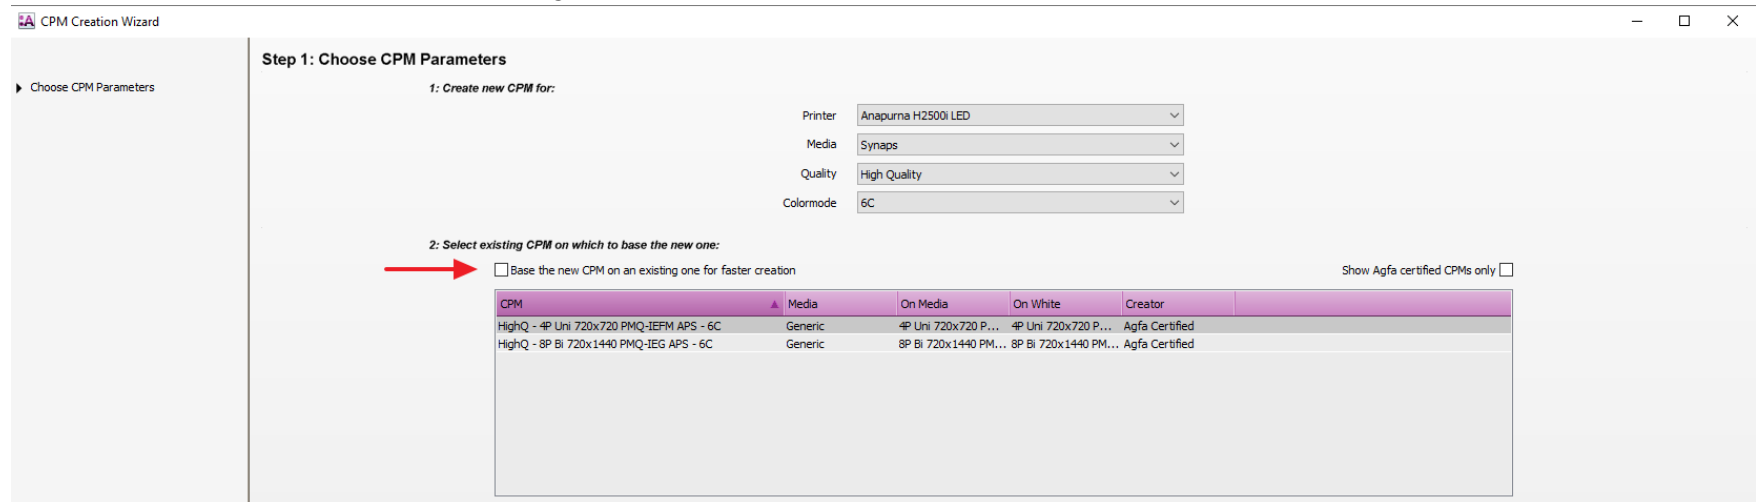 CPM Creation Wizard
Choose CPM Parameters
Step 1: Choose CPM Parameters
1: Create new CPM for:
Printer Anapurna H2500i LED
Media Synaps
Quality High Quality
Colormode 6C
2: Select existing CPM on which to base the new one:
Base the new CPM on an existing one for faster creation Show Agfa certified CPMs only
CPM Media On Media On White Creator
HighQ - 4P Uni 720x720 PMQ-IEFM APS - 6C Generic 4P Uni 720x720 P... 4P Uni 720x720 P... Agfa Certified
HighQ - 8P Bi 720x1440 PMQ-IEG APS - 6C Generic 8P Bi 720x1440 PM... 8P Bi 720x1440 PM... Agfa Certified